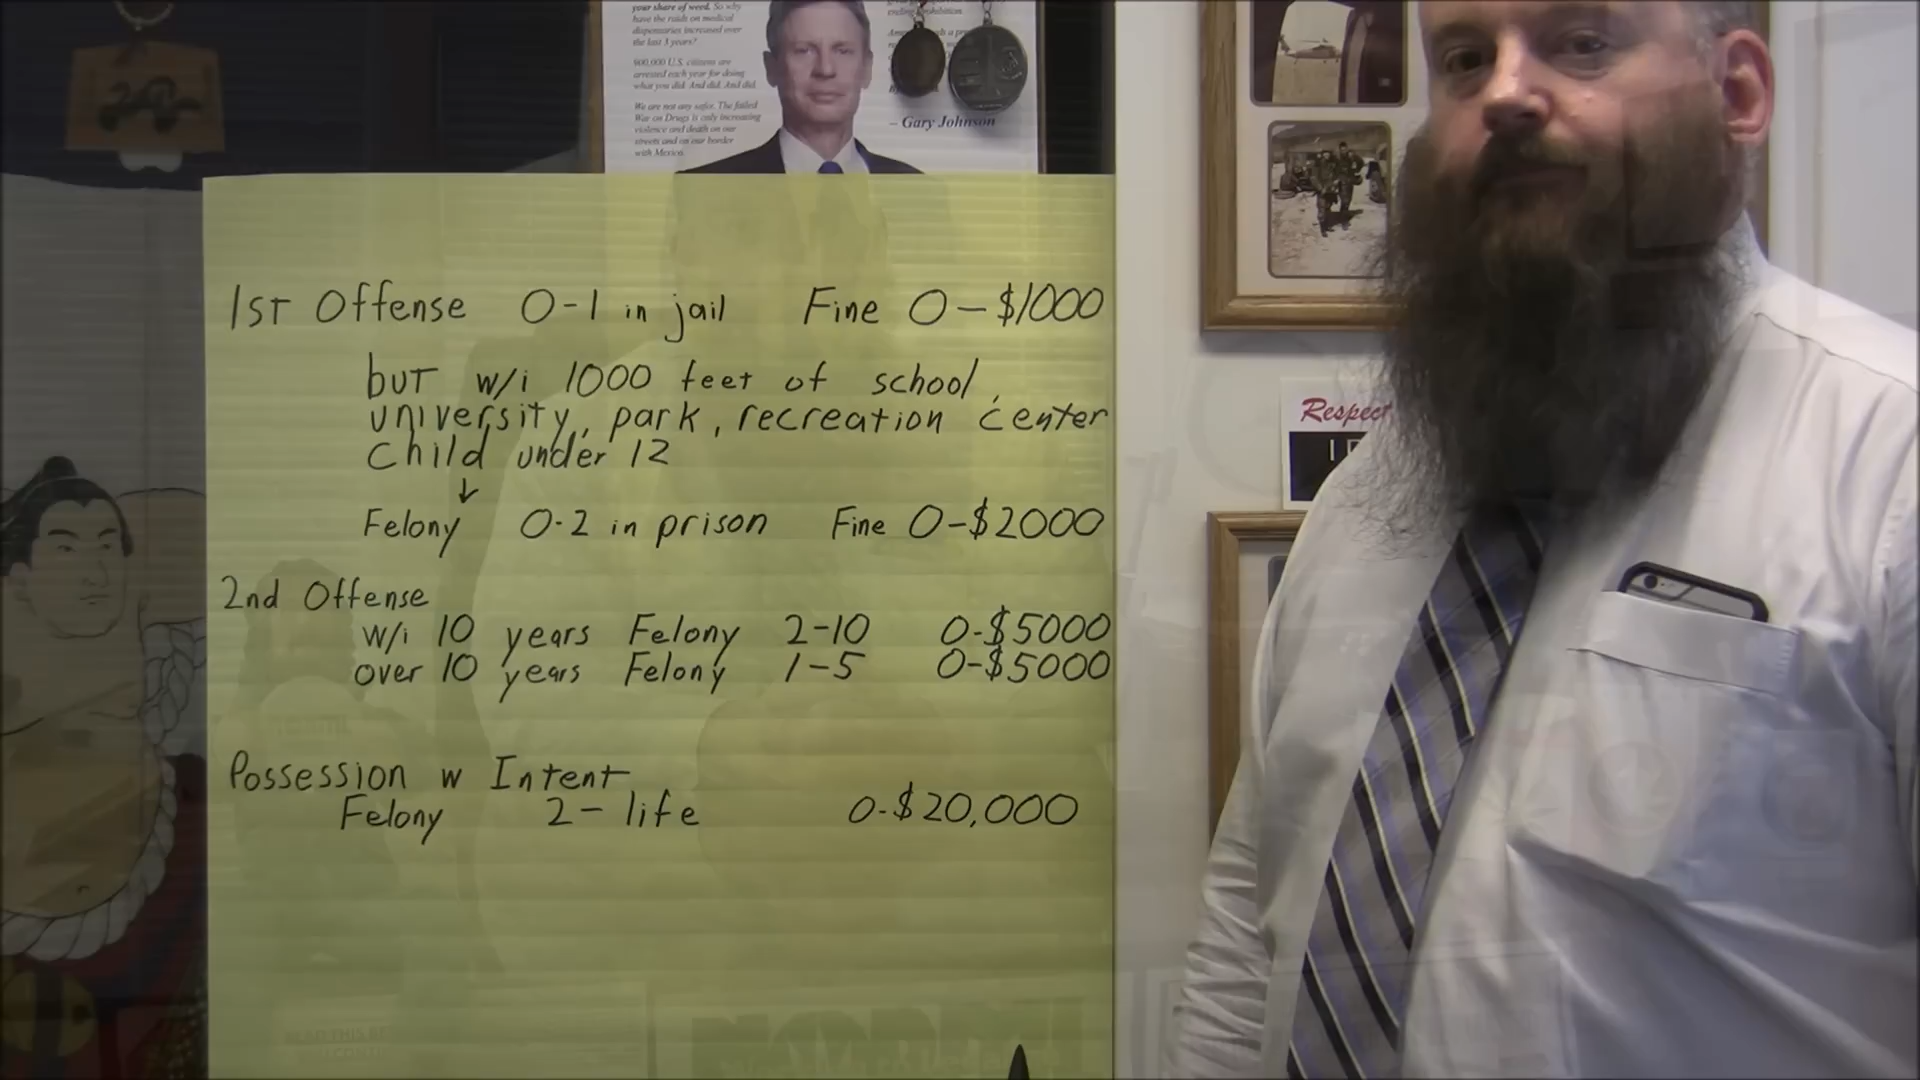 your share of weed. So why
have the raids on medical
dispensaries increased over
the last 3 years?
800,000 U.S. citizens are
arrested each year for doing
what you did. And did. And did.
We are not any safer. The failed
War on Drugs is only increasing
violence and death on our
streets and on our border
with Mexico.
– Gary Johnson
1ST Offense 0-1 in jail Fine 0-$1000
but w/i 1000 feet of school,
university, park, recreation center
child under 12
↓
Felony 0-2 in prison Fine 0-$2000
2nd Offense
w/i 10 years Felony 2-10 0-$5000
over 10 years Felony 1-5 0-$5000
Possession w Intent
Felony 2-life 0-$20,000
Respect